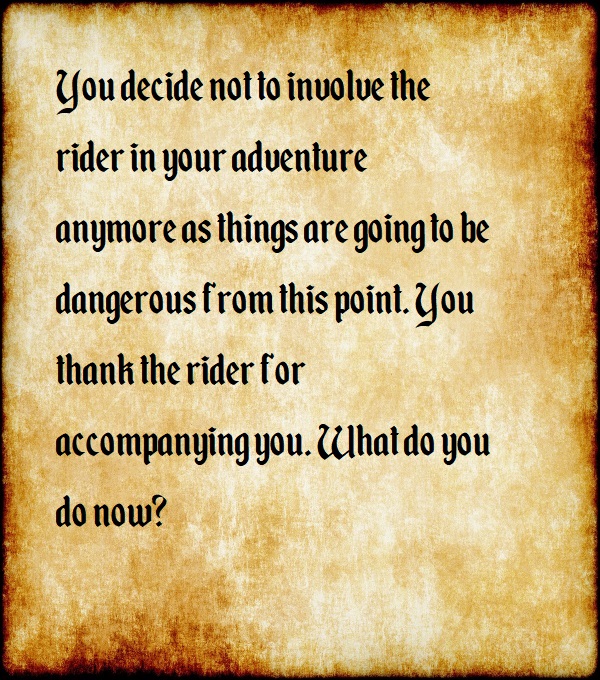 You decide not to involve the
rider in your adventure
anymore as things are going to be
dangerous from this point. You
thank the rider for
accompanying you. What do you
do now?